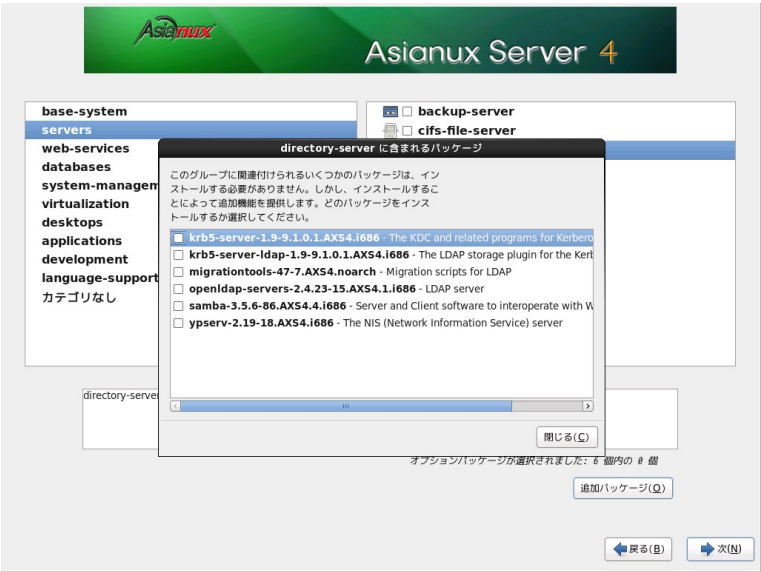 Asianux
Asianux Server 4
base-system
servers
web-services
databases
system-managem
virtualization
desktops
applications
development
language-support
カテゴリなし
backup-server
cifs-file-server
directory-server に含まれるパッケージ
このグループに関連付けられるいくつかのパッケージは、イン
ストールする必要がありません。しかし、インストールするこ
とによって追加機能を提供します。どのパッケージをインス
トールするか選択してください。
krb5-server-1.9-9.1.0.1.AXS4.i686 - The KDC and related programs for Kerbero
krb5-server-ldap-1.9-9.1.0.1.AXS4.i686 - The LDAP storage plugin for the Kerb
migrationtools-47-7.AXS4.noarch - Migration scripts for LDAP
openldap-servers-2.4.23-15.AXS4.1.i686 - LDAP server
samba-3.5.6-86.AXS4.4.i686 - Server and Client software to interoperate with W
ypserv-2.19-18.AXS4.i686 - The NIS (Network Information Service) server
閉じる(C)
directory-server
オプションパッケージが選択されました: 6 個内の 0 個
追加パッケージ(O)
戻る(B)
次(N)